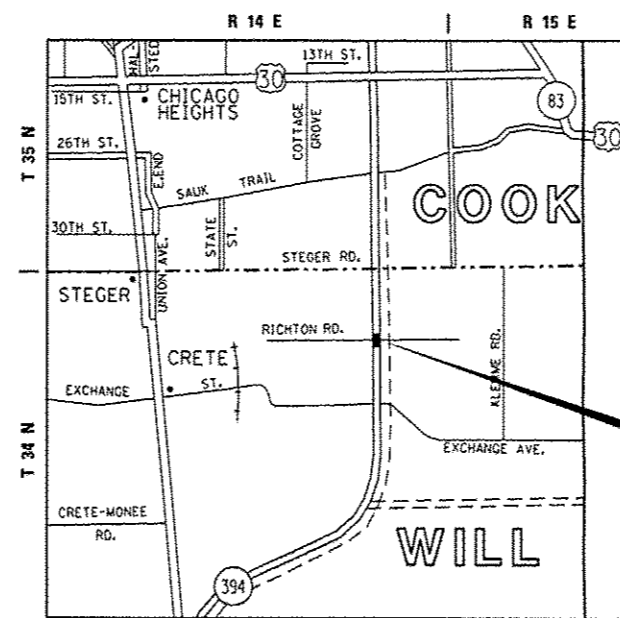 R 14 E
R 15 E
T 35 N
T 34 N
HAL-
STED
13TH ST.
30
83
15TH ST.
CHICAGO
HEIGHTS
COTTAGE
GROVE
30
26TH ST.
E.END
SAUK TRAIL
COOK
30TH ST.
STATE
ST.
UNION AVE.
STEGER RD.
STEGER
RICHTON RD.
KLEMME RD.
CRETE
EXCHANGE
ST.
EXCHANGE AVE.
CRETE-MONEE
RD.
WILL
394